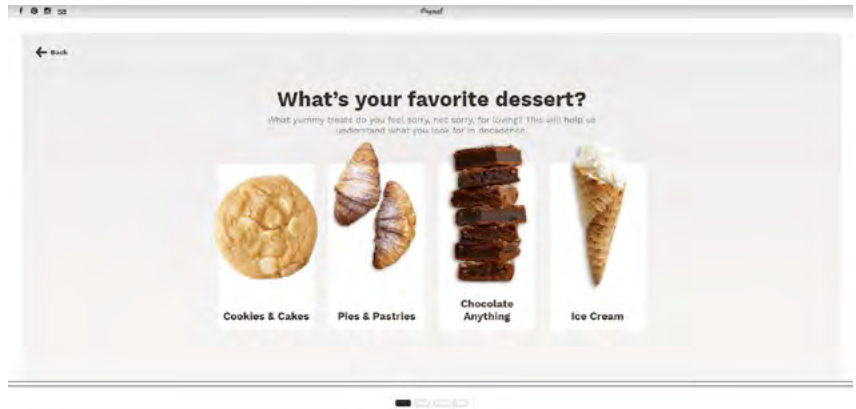 Back
What's your favorite dessert?
What yummy treats do you feel sorry, not sorry, for loving? This will help us
understand what you look for in decadence.
Cookies & Cakes
Pies & Pastries
Chocolate
Anything
Ice Cream